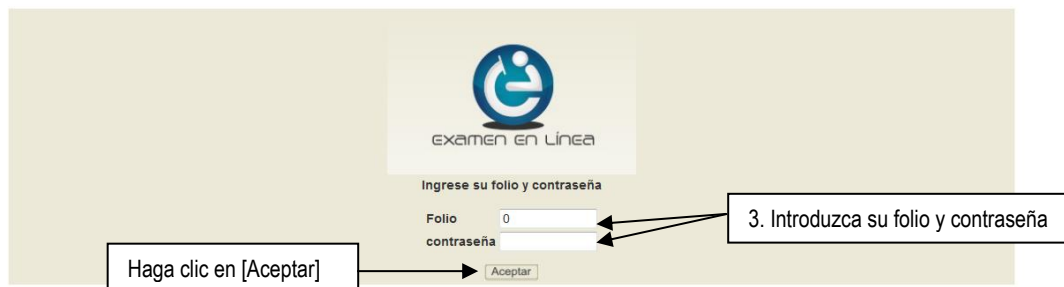 examen en línea
Ingrese su folio y contraseña
Folio 0
3. Introduzca su folio y contraseña
contraseña
Haga clic en [Aceptar]
Aceptar